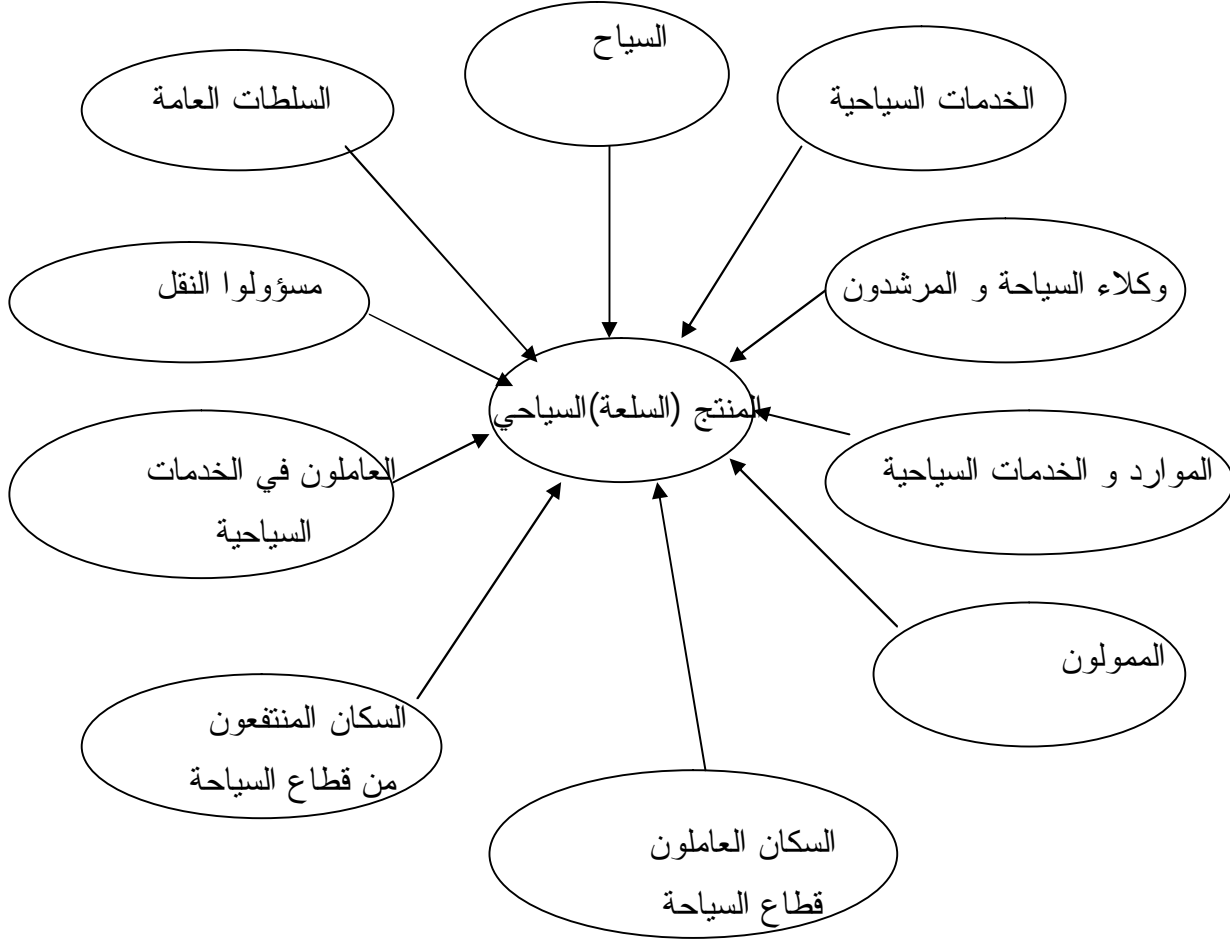 السياح
الخدمات السياحية
السلطات العامة
وكلاء السياحة و المرشدون
مسؤولوا النقل
المنتج (السلعة)السياحي
الموارد و الخدمات السياحية
العاملون في الخدمات
السياحية
الممولون
السكان المنتفعون
من قطاع السياحة
السكان العاملون
قطاع السياحة